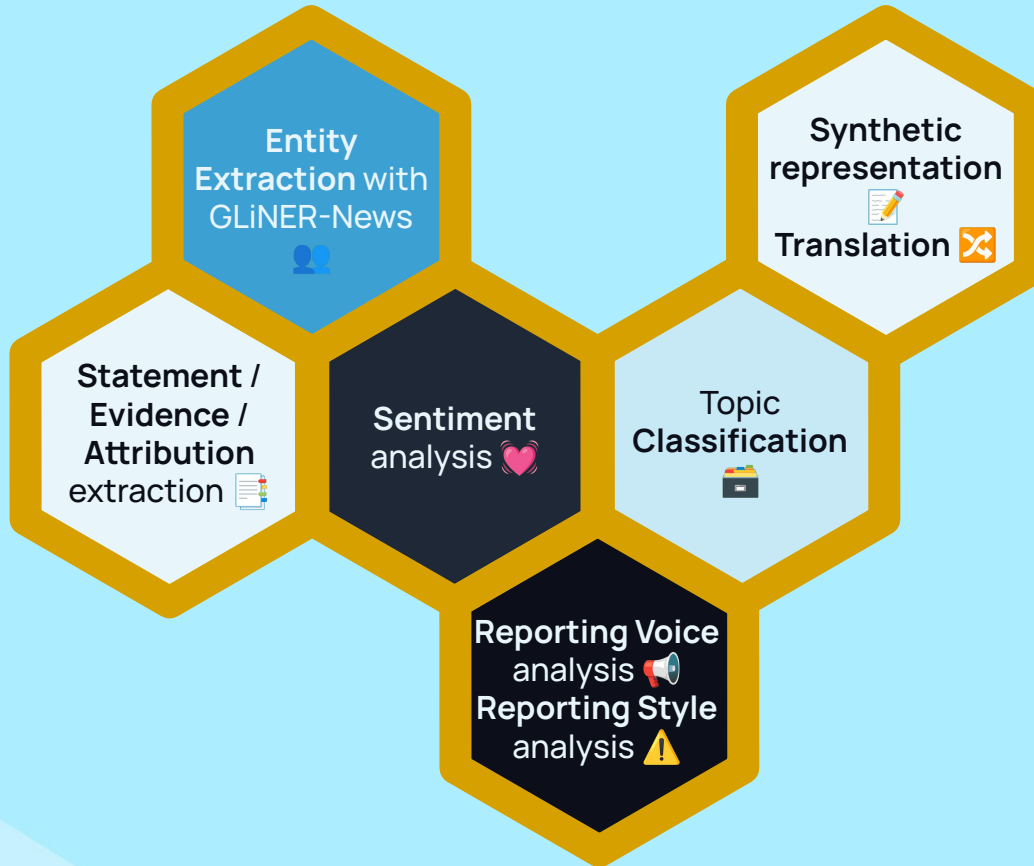 Entity
Extraction with
GLiNER-News
👥
Synthetic
representation
📝
Translation 🔀
Statement /
Evidence /
Attribution
extraction 📑
Sentiment
analysis 💓
Topic
Classification
🗃️
Reporting Voice
analysis 📢
Reporting Style
analysis ⚠️